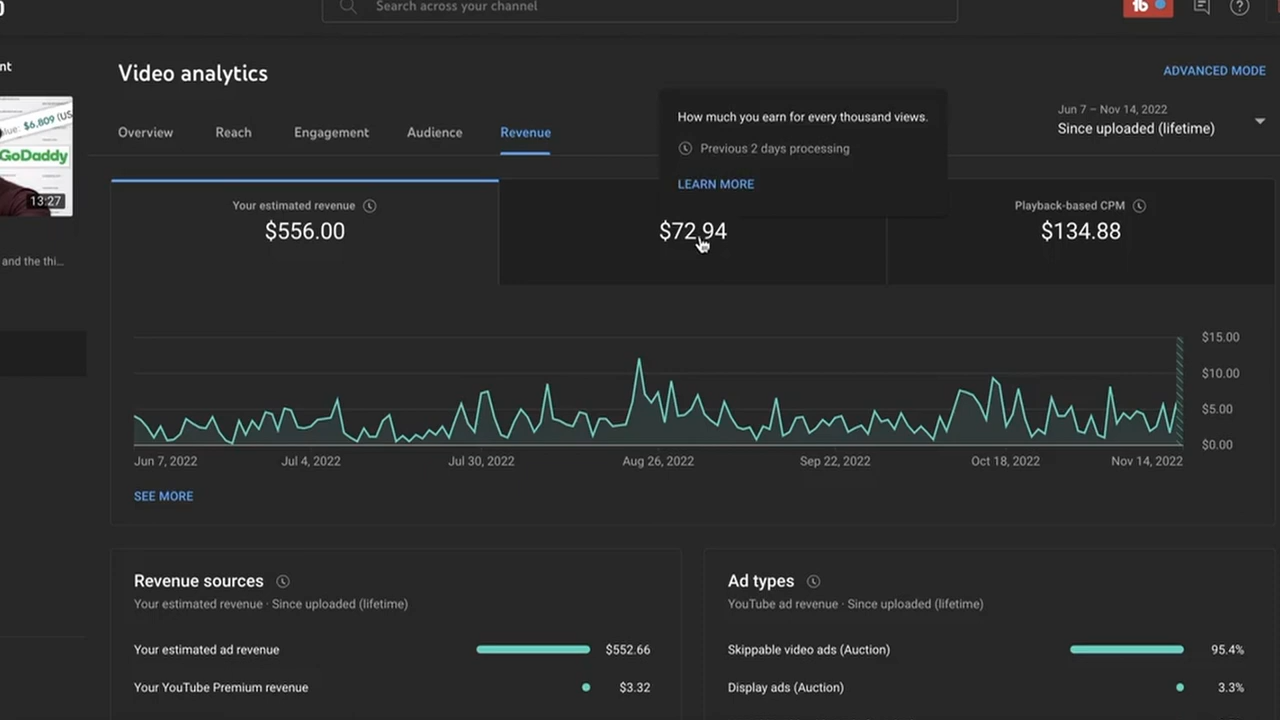 Search across your channel
16
nt
Video analytics
ADVANCED MODE
Jun 7 – Nov 14, 2022
Since uploaded (lifetime)
Overview
Reach
Engagement
Audience
Revenue
How much you earn for every thousand views.
Previous 2 days processing
LEARN MORE
$6,809 (US
GoDaddy
13:27
and the thi...
Your estimated revenue
$556.00
$72.94
Playback-based CPM
$134.88
$15.00
$10.00
$5.00
$0.00
Jun 7, 2022
Jul 4, 2022
Jul 30, 2022
Aug 26, 2022
Sep 22, 2022
Oct 18, 2022
Nov 14, 2022
SEE MORE
Revenue sources
Your estimated revenue · Since uploaded (lifetime)
Your estimated ad revenue
$552.66
Your YouTube Premium revenue
$3.32
Ad types
YouTube ad revenue · Since uploaded (lifetime)
Skippable video ads (Auction)
95.4%
Display ads (Auction)
3.3%